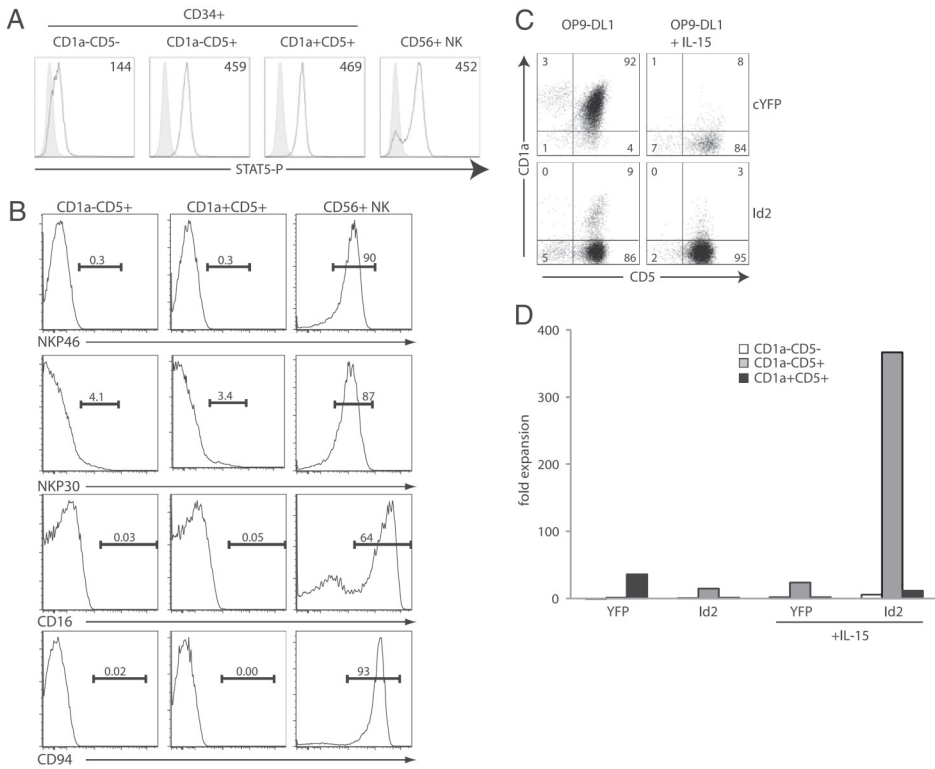 A
CD34+
CD1a-CD5- CD1a-CD5+ CD1a+CD5+ CD56+ NK
144 459 469 452
STAT5-P
B
CD1a-CD5+ CD1a+CD5+ CD56+ NK
0.3 0.3 90
NKP46
4.1 3.4 87
NKP30
0.03 0.05 64
CD16
0.02 0.00 93
CD94
C
OP9-DL1 OP9-DL1
+ IL-15
3 92 1 8
cYFP
1 4 7 84
0 9 0 3
Id2
5 86 2 95
CD1a
CD5
D
400
300
200
100
0
fold expansion
CD1a-CD5-
CD1a-CD5+
CD1a+CD5+
YFP Id2 YFP Id2
+IL-15